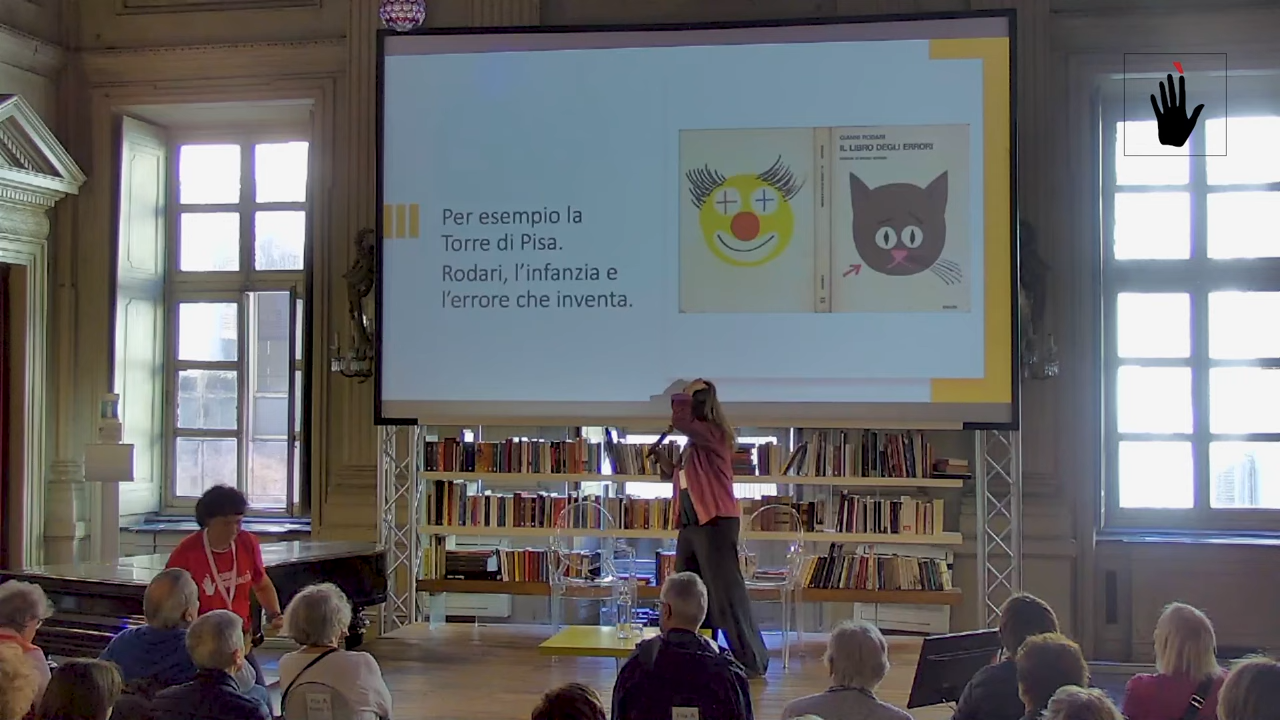 Per esempio la
Torre di Pisa.
Rodari, l'infanzia e
l'errore che inventa.
GIANNI RODARI
IL LIBRO DEGLI ERRORI